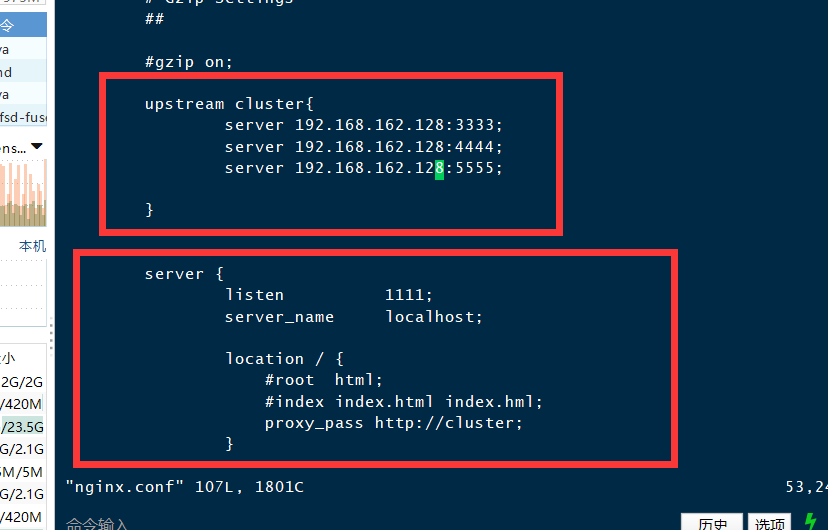 # Gzip Settings
##
#gzip on;
upstream cluster{
server 192.168.162.128:3333;
server 192.168.162.128:4444;
server 192.168.162.128:5555;
}
server {
listen 1111;
server_name localhost;
location / {
#root html;
#index index.html index.hml;
proxy_pass http://cluster;
}
"nginx.conf" 107L, 1801C 53,24
令
va
nd
va
fsd-fuse
ens...
本机
小
2G/2G
/420M
/23.5G
G/2.1G
5M/5M
G/2.1G
/420M
命令输入
历史 选项